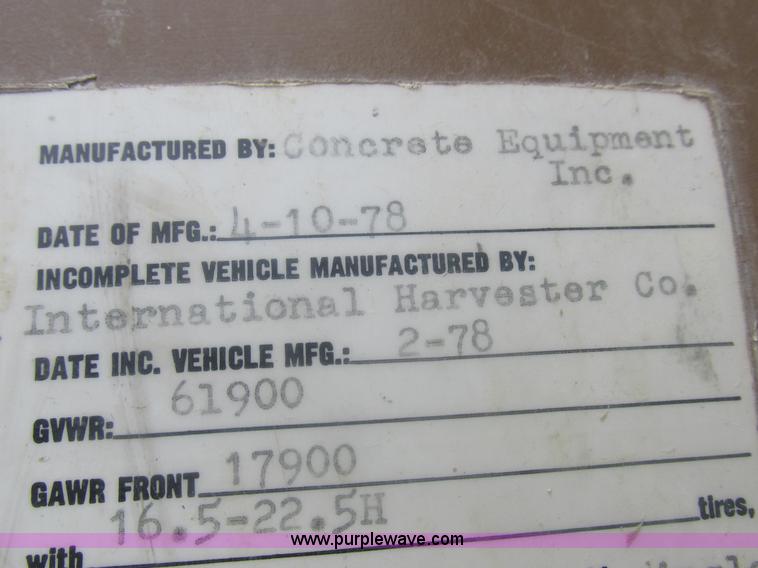 MANUFACTURED BY: Concrete Equipment
Inc.
DATE OF MFG.: 4-10-78
INCOMPLETE VEHICLE MANUFACTURED BY:
International Harvester Co.
DATE INC. VEHICLE MFG.: 2-78
GVWR: 61900
GAWR FRONT 17900
with 16.5-22.5H tires,
www.purplewave.com